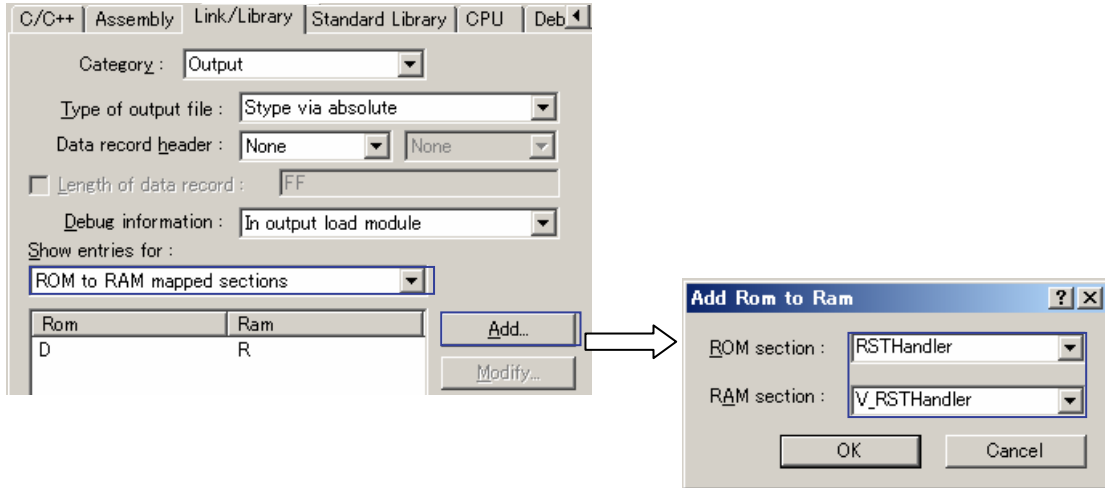 C/C++ Assembly Link/Library Standard Library CPU Deb
Category : Output
Type of output file : Stype via absolute
Data record header : None None
Length of data record : FF
Debug information : In output load module
Show entries for :
ROM to RAM mapped sections
Rom Ram
D R
Add...
Modify...
Add Rom to Ram
ROM section : RSTHandler
RAM section : V_RSTHandler
OK Cancel